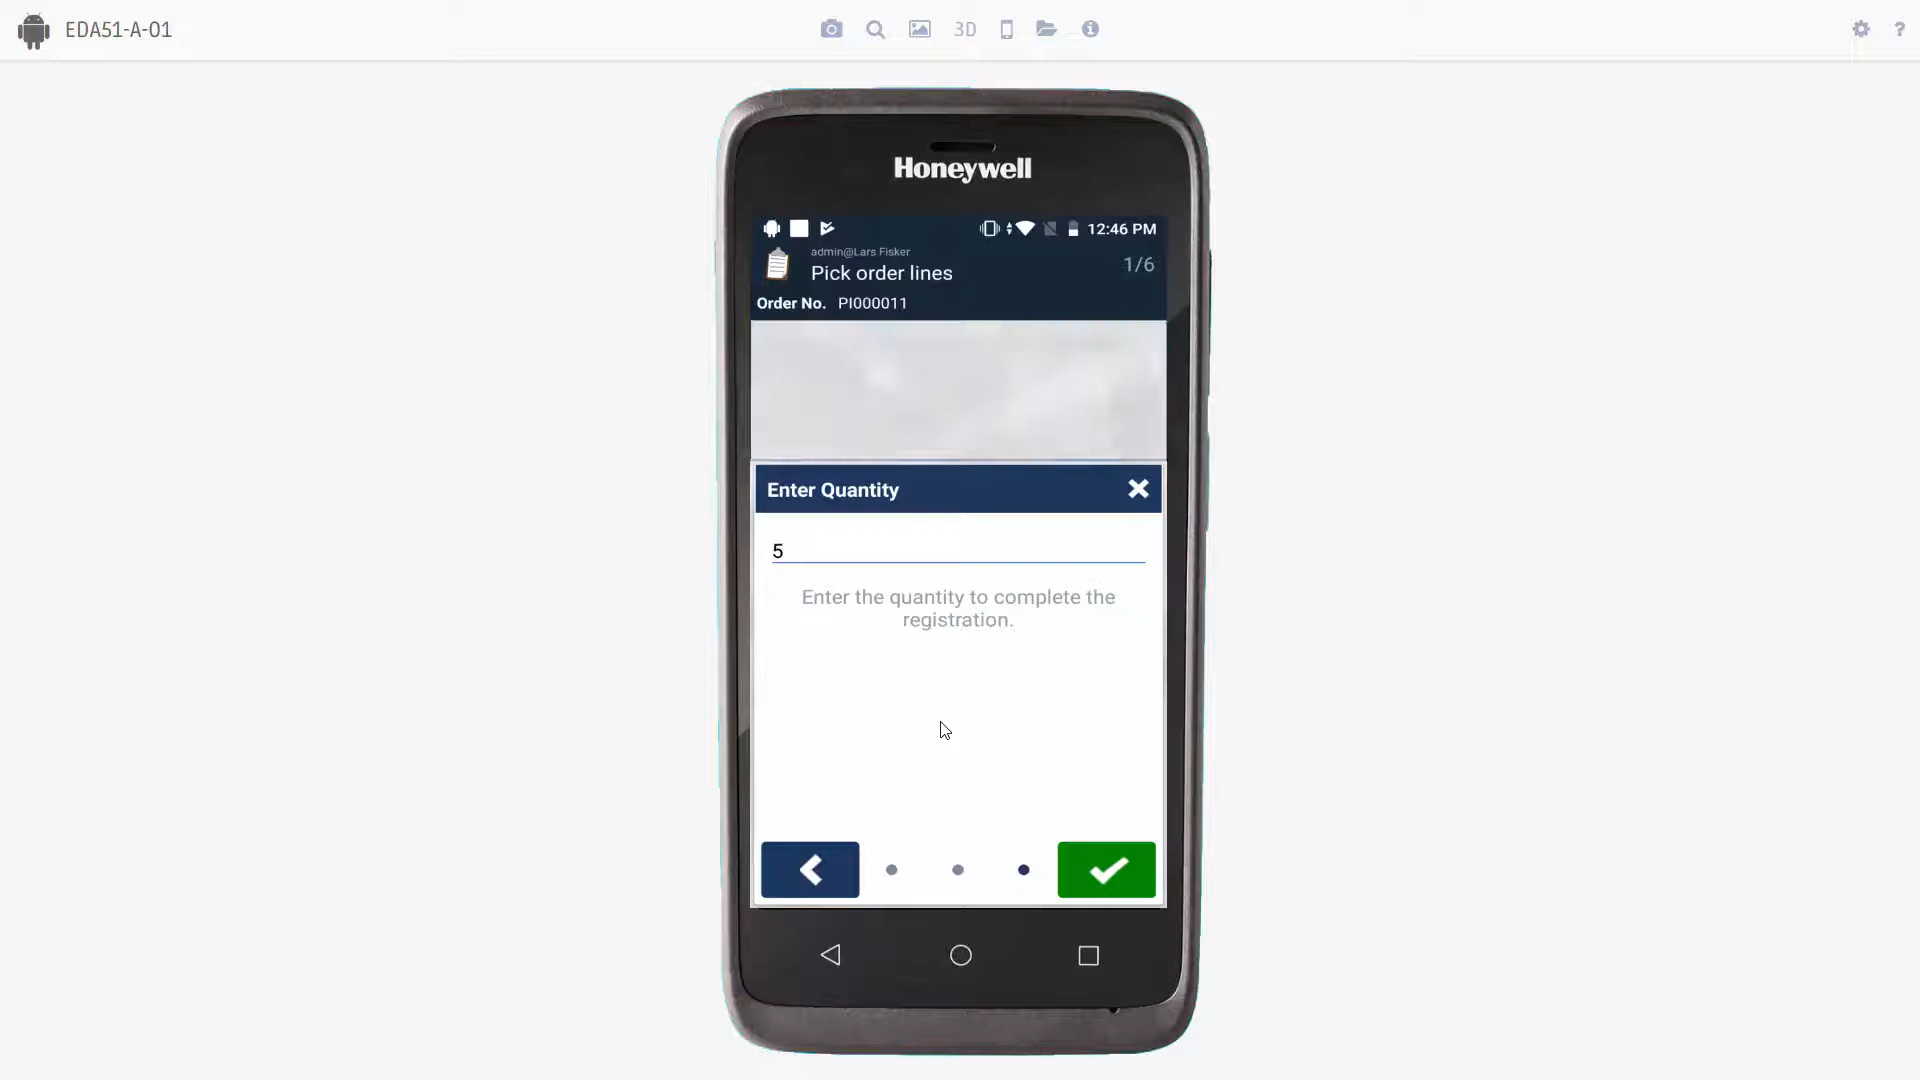 EDA51-A-01
3D
?
Honeywell
12:46 PM
admin@Lars Fisker
Pick order lines
1/6
Order No. PI000011
Enter Quantity
5
Enter the quantity to complete the
registration.